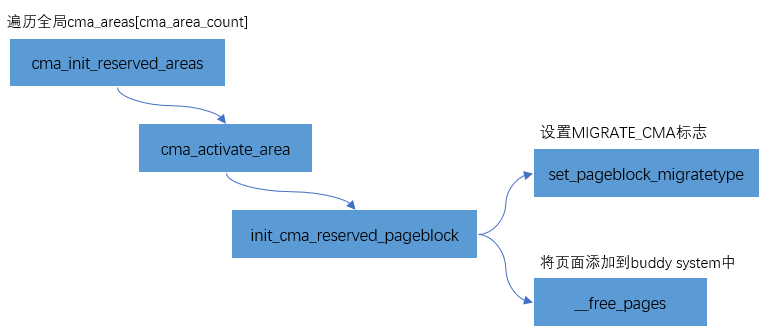 遍历全局cma_areas[cma_area_count]
cma_init_reserved_areas
cma_activate_area
init_cma_reserved_pageblock
设置MIGRATE_CMA标志
set_pageblock_migratetype
将页面添加到buddy system中
__free_pages